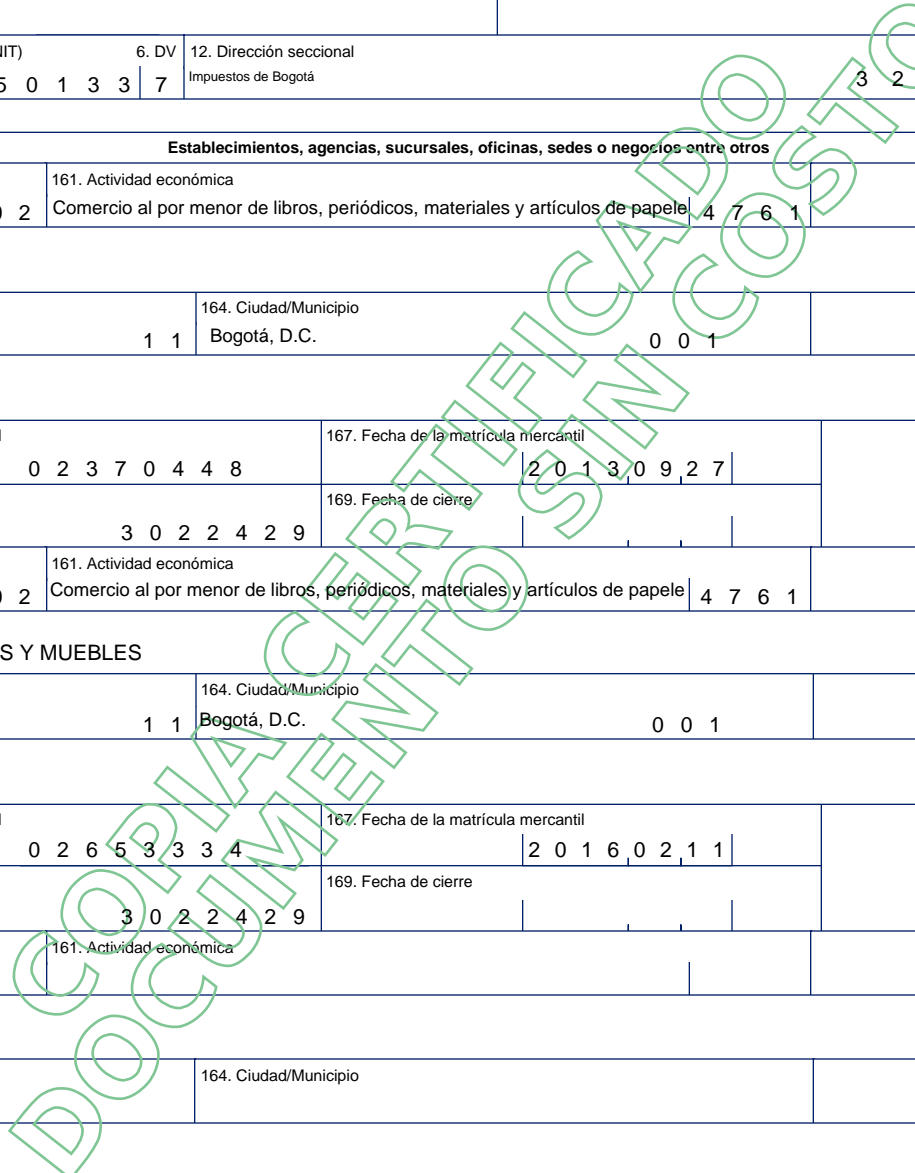 6. DV 12. Dirección seccional
0 1 3 3 7 Impuestos de Bogotá 3 2
Establecimientos, agencias, sucursales, oficinas, sedes o negocios entre otros
161. Actividad económica
2 Comercio al por menor de libros, periódicos, materiales y artículos de papele 4 7 6 1
164. Ciudad/Municipio
1 1 Bogotá, D.C. 0 0 1
167. Fecha de la matrícula mercantil
0 2 3 7 0 4 4 8 2 0 1 3 0 9 2 7
169. Fecha de cierre
3 0 2 2 4 2 9
161. Actividad económica
2 Comercio al por menor de libros, periódicos, materiales y artículos de papele 4 7 6 1
S Y MUEBLES
164. Ciudad/Municipio
1 1 Bogotá, D.C. 0 0 1
167. Fecha de la matrícula mercantil
0 2 6 5 3 3 3 4 2 0 1 6 0 2 1 1
169. Fecha de cierre
3 0 2 2 4 2 9
161. Actividad económica
164. Ciudad/Municipio
COPIA CERTIFICADO
DOCUMENTO SIN COSTO